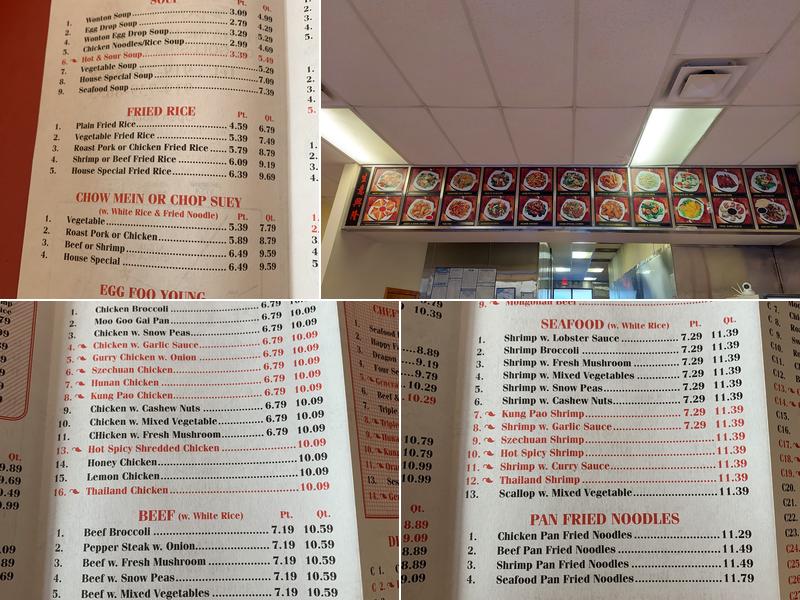 SOUP
Pt. Qt.
1. Wonton Soup 3.09 4.99
2. Egg Drop Soup 2.79 4.29
4. Wonton Egg Drop Soup 3.29 5.29
5. Chicken Noodles/Rice Soup 2.99 4.69
6. Hot & Sour Soup 3.39 5.49
7. Vegetable Soup 5.29
8. House Special Soup 7.09
9. Seafood Soup 7.39
FRIED RICE
Pt. Qt.
1. Plain Fried Rice 4.59 6.79
2. Vegetable Fried Rice 5.39 7.49
3. Roast Pork or Chicken Fried Rice 5.79 8.79
4. Shrimp or Beef Fried Rice 6.09 9.19
5. House Special Fried Rice 6.39 9.69
CHOW MEIN OR CHOP SUEY
(w. White Rice & Fried Noodle) Pt. Qt.
1. Vegetable 5.39 7.79
2. Roast Pork or Chicken 5.89 8.79
3. Beef or Shrimp 6.49 9.59
4. House Special 6.49 9.59
EGG FOO YOUNG
1. Chicken Broccoli 6.79 10.09
2. Moo Goo Gai Pan 6.79 10.09
3. Chicken w. Snow Peas 6.79 10.09
4. Chicken w. Garlic Sauce 6.79 10.09
5. Gurry Chicken w. Onion 6.79 10.09
6. Szechuan Chicken 6.79 10.09
7. Hunan Chicken 6.79 10.09
8. Kung Pao Chicken 6.79 10.09
9. Chicken w. Cashew Nuts 6.79 10.09
10. Chicken w. Mixed Vegetable 6.79 10.09
11. CHicken w. Fresh Mushroom 6.79 10.09
13. Hot Spicy Shredded Chicken 10.09
14. Honey Chicken 10.09
15. Lemon Chicken 10.09
16. Thailand Chicken 10.09
BEEF (w. White Rice) Pt. Qt.
1. Beef Broccoli 7.19 10.59
2. Pepper Steak w. Onion 7.19 10.59
3. Beef w. Fresh Mushroom 7.19 10.59
4. Beef w. Snow Peas 7.19 10.59
5. Beef w. Mixed Vegetables 7.19 10.59
9. Mongolian Beef
SEAFOOD (w. White Rice) Pt. Qt.
1. Shrimp w. Lobster Sauce 7.29 11.39
2. Shrimp Broccoli 7.29 11.39
3. Shrimp w. Fresh Mushroom 7.29 11.39
4. Shrimp w. Mixed Vegetables 7.29 11.39
5. Shrimp w. Snow Peas 7.29 11.39
6. Shrimp w. Cashew Nuts 7.29 11.39
7. Kung Pao Shrimp 7.29 11.39
8. Shrimp w. Garlic Sauce 7.29 11.39
9. Szechuan Shrimp 11.39
10. Hot Spicy Shrimp 11.39
11. Shrimp w. Curry Sauce 11.39
12. Thailand Shrimp 11.39
13. Scallop w. Mixed Vegetable 11.39
PAN FRIED NOODLES
1. Chicken Pan Fried Noodles 11.29
2. Beef Pan Fried Noodles 11.49
3. Shrimp Pan Fried Noodles 11.49
4. Seafood Pan Fried Noodles 11.79